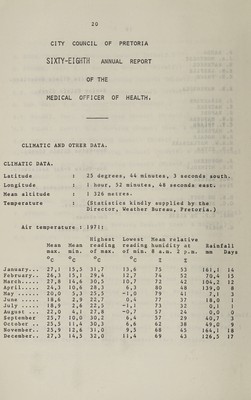 20
CITY COUNCIL OF PRETORIA
SIXTY-EIGHTH ANNUAL REPORT
OF THE
MEDICAL OFFICER OF HEALTH.
CLIMATIC AND OTHER DATA.
CLIMATIC DATA.
Latitude : 25 degrees, 44 minutes, 3 seconds south.
Longitude : 1 hour, 52 minutes, 48 seconds east.
Mean altitude : 1 326 metres.
Temperature : (Statistics kindly supplied by the
Director, Weather Bureau, Pretoria.)
Air temperature : 1971:
Highest Lowest Mean relative
Mean Mean reading reading humidity at Rainfall
max. min. of max. of min. 8 a.m. 2 p.m. mm Days
°C °C °C °C % %
January... 27,1 15,5 31,7 13,6 75 53 161,1 14
February.. 26,3 15,1 29,4 12,7 74 52 70,4 15
March..... 27,8 14,6 30,5 10,7 72 42 104,2 12
April..... 24,3 10,6 28,3 6,3 80 48 139,0 8
May ...... 20,0 5,3 25,5 -1,0 79 41 7,1 3
June ..... 18,6 2,9 22,7 0,4 77 37 18,0 1
July ..... 18,9 2,6 22,5 -1,1 73 32 0,1 1
August ... 22,0 4,1 27,8 -0,7 57 24 0,0 0
September 25,7 10,0 30,2 6,4 57 29 40,7 3
October .. 25,3 11,4 30,3 6,6 62 38 49,0 9
November.. 25,9 12,6 31,0 9,5 68 45 144,1 18
December.. 27,3 14,5 32,0 11,4 69 43 126,5 17